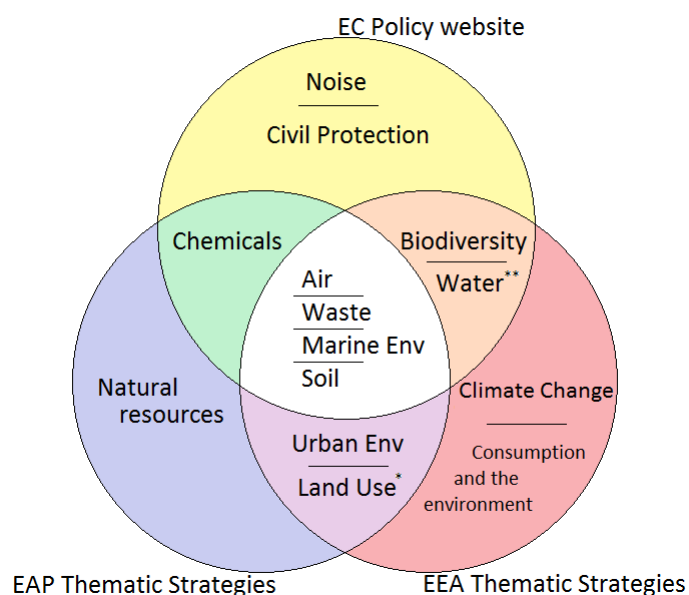 EC Policy website
Noise
Civil Protection
Chemicals
Biodiversity
Water**
Air
Waste
Marine Env
Soil
Natural
resources
Climate Change
Urban Env
Land Use*
Consumption
and the
environment
EAP Thematic Strategies
EEA Thematic Strategies